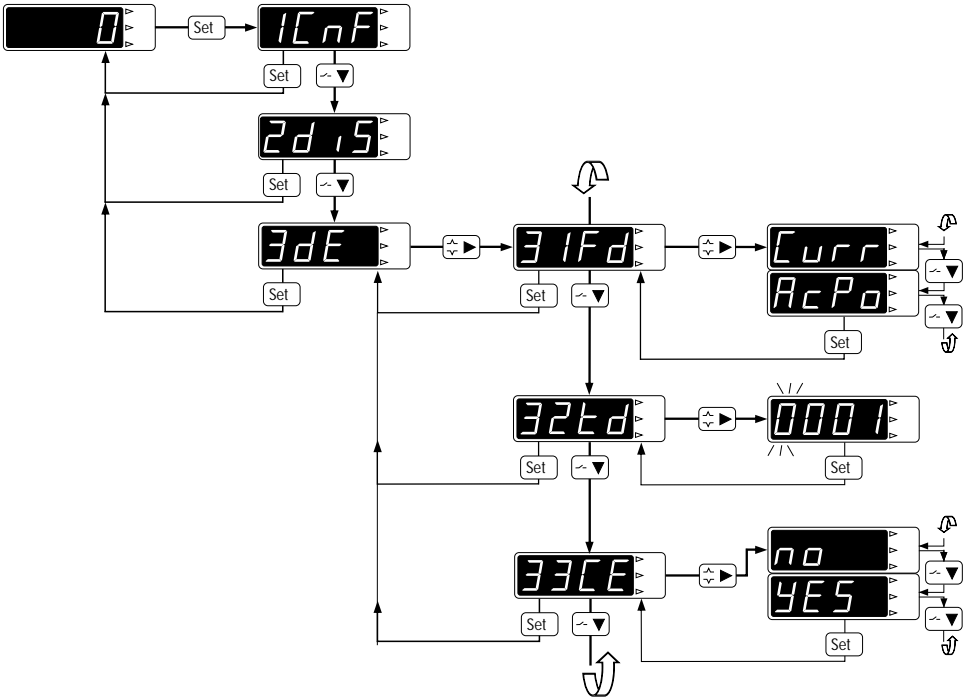 0
Set
1CnF
Set
2diS
Set
3dE
31Fd
Curr
Set
Set
AcPo
Set
32td
0001
Set
Set
33CE
no
YES
Set
Set